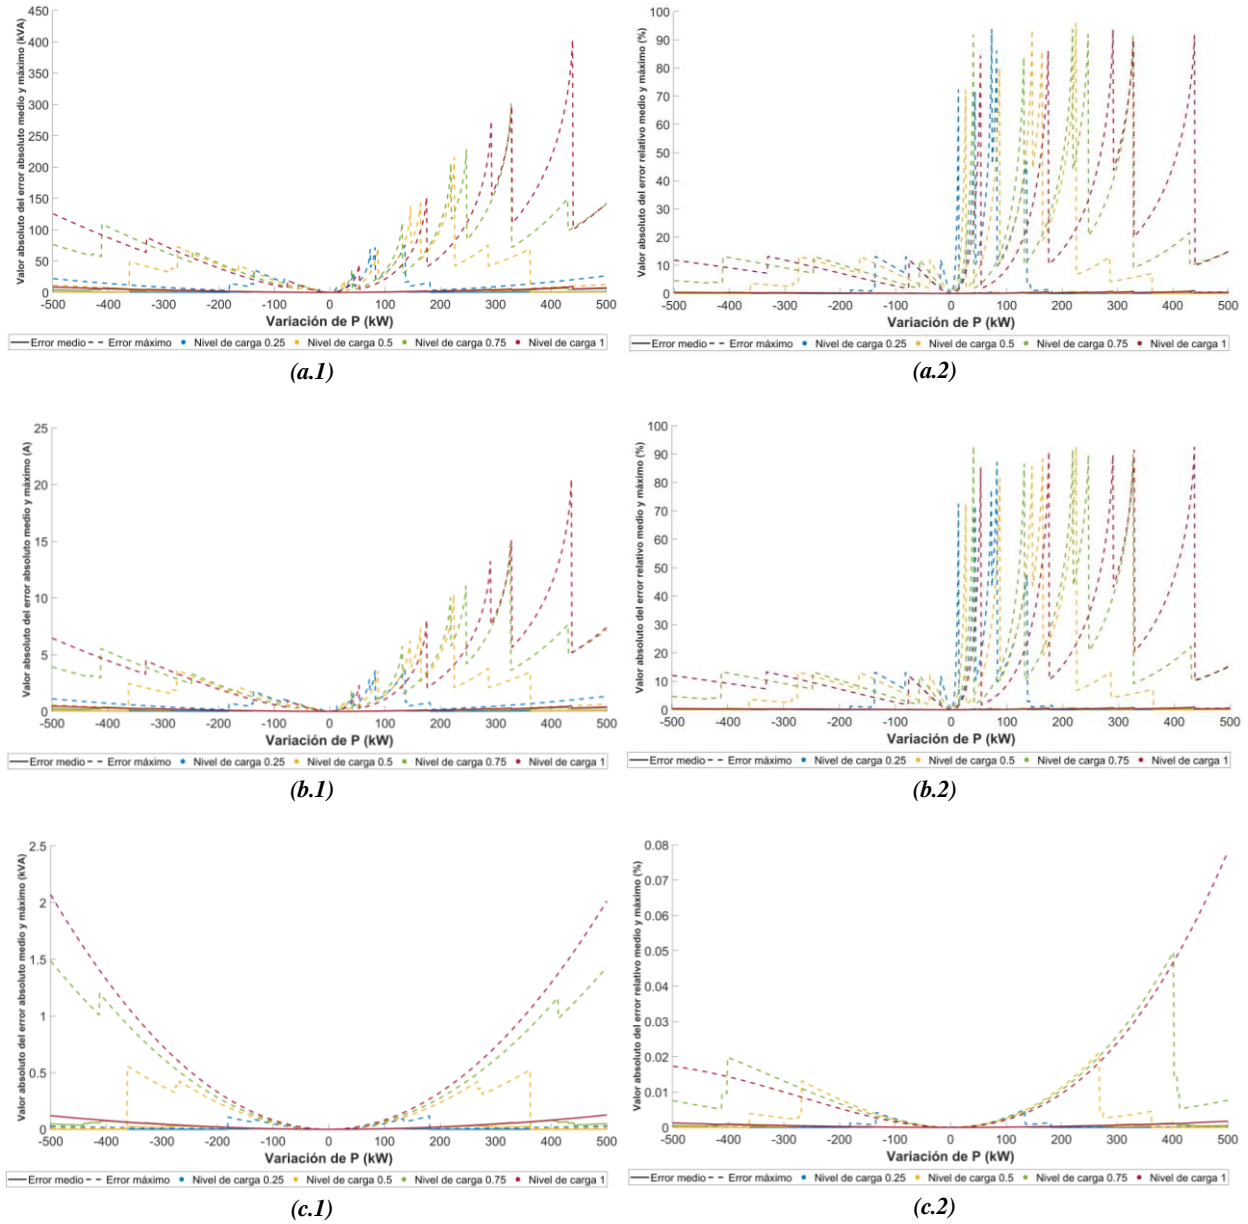 Valor absoluto del error absoluto medio y máximo (kVA)
450
400
350
300
250
200
150
100
50
0
-500 -400 -300 -200 -100 0 100 200 300 400 500
Variación de P (kW)
Error medio Error máximo Nivel de carga 0.25 Nivel de carga 0.5 Nivel de carga 0.75 Nivel de carga 1
(a.1)
Valor absoluto del error relativo medio y máximo (%)
100
90
80
70
60
50
40
30
20
10
0
-500 -400 -300 -200 -100 0 100 200 300 400 500
Variación de P (kW)
Error medio Error máximo Nivel de carga 0.25 Nivel de carga 0.5 Nivel de carga 0.75 Nivel de carga 1
(a.2)
Valor absoluto del error absoluto medio y máximo (A)
25
20
15
10
5
0
-500 -400 -300 -200 -100 0 100 200 300 400 500
Variación de P (kW)
Error medio Error máximo Nivel de carga 0.25 Nivel de carga 0.5 Nivel de carga 0.75 Nivel de carga 1
(b.1)
Valor absoluto del error relativo medio y máximo (%)
100
90
80
70
60
50
40
30
20
10
0
-500 -400 -300 -200 -100 0 100 200 300 400 500
Variación de P (kW)
Error medio Error máximo Nivel de carga 0.25 Nivel de carga 0.5 Nivel de carga 0.75 Nivel de carga 1
(b.2)
Valor absoluto del error absoluto medio y máximo (kVA)
2.5
2
1.5
1
0.5
0
-500 -400 -300 -200 -100 0 100 200 300 400 500
Variación de P (kW)
Error medio Error máximo Nivel de carga 0.25 Nivel de carga 0.5 Nivel de carga 0.75 Nivel de carga 1
(c.1)
Valor absoluto del error relativo medio y máximo (%)
0.08
0.07
0.06
0.05
0.04
0.03
0.02
0.01
0
-500 -400 -300 -200 -100 0 100 200 300 400 500
Variación de P (kW)
Error medio Error máximo Nivel de carga 0.25 Nivel de carga 0.5 Nivel de carga 0.75 Nivel de carga 1
(c.2)